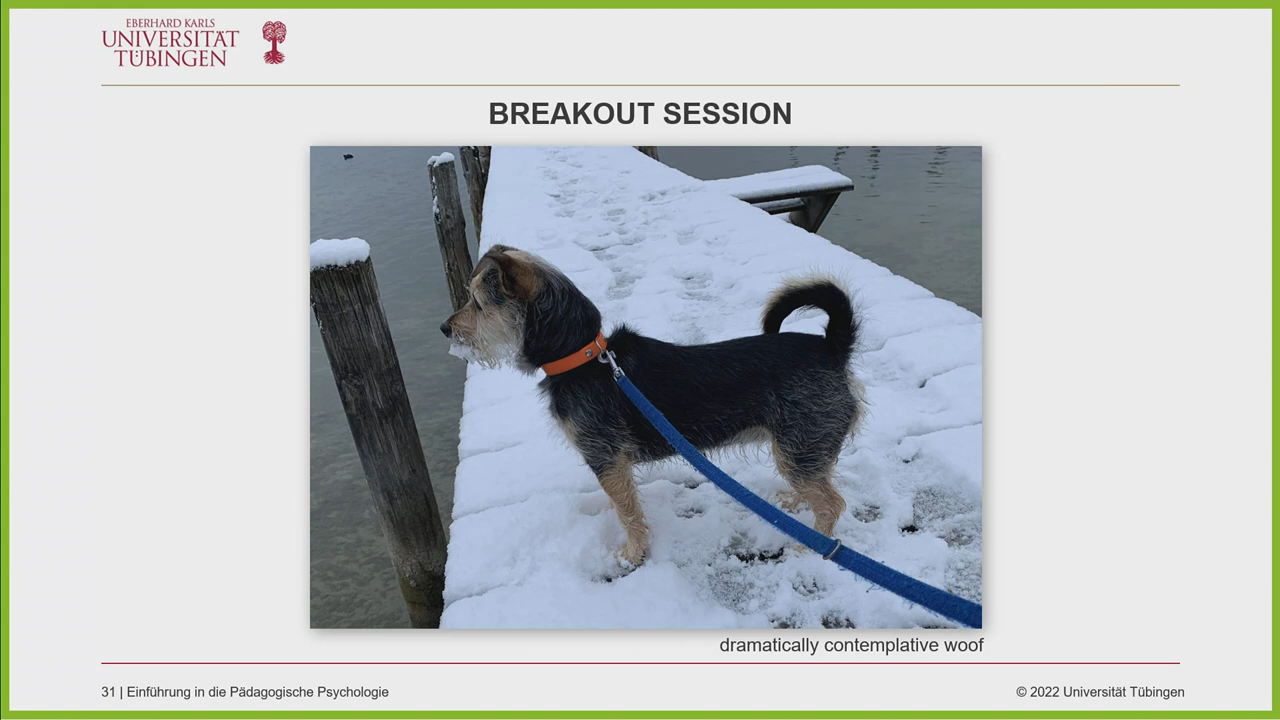 EBERHARD KARLS
UNIVERSITÄT
TÜBINGEN
BREAKOUT SESSION
dramatically contemplative woof
31 | Einführung in die Pädagogische Psychologie
© 2022 Universität Tübingen